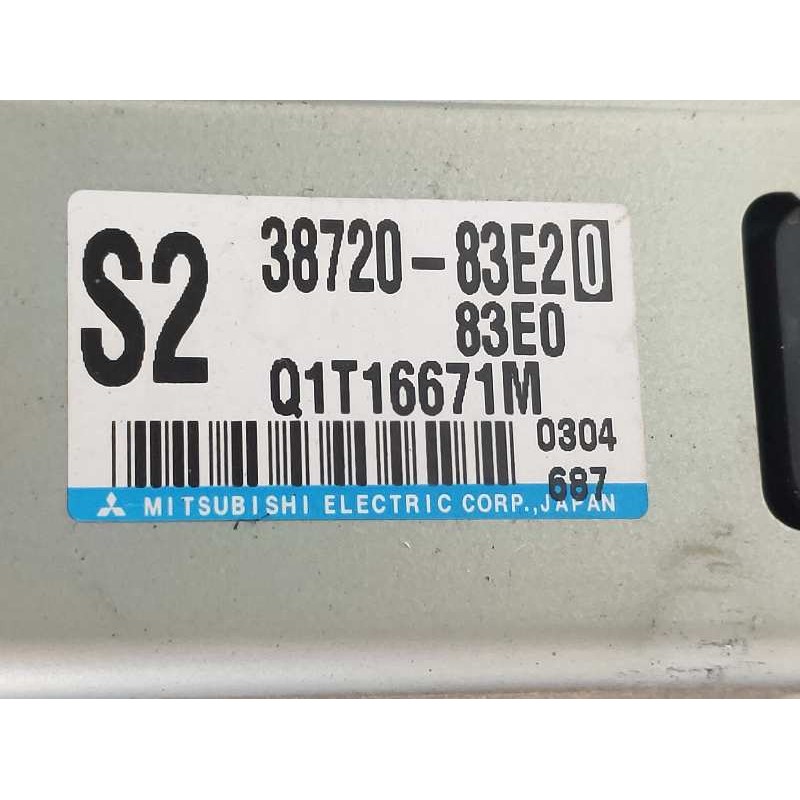 S2
38720-83E20
83E0
Q1T16671M
0304
687
MITSUBISHI ELECTRIC CORP., JAPAN